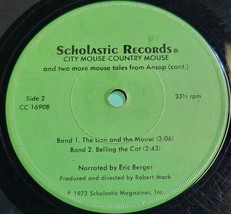 Scholastic Records®
CITY MOUSE-COUNTRY MOUSE
and two more mouse tales from Aesop (cont.)
Side 2
33⅓ rpm
CC 16908
Band 1. The Lion and the Mouse (3:06)
Band 2. Belling the Cat (2:43)
Narrated by Eric Berger
Produced and directed by Robert Mack
℗ 1973 Scholastic Magazines, Inc.